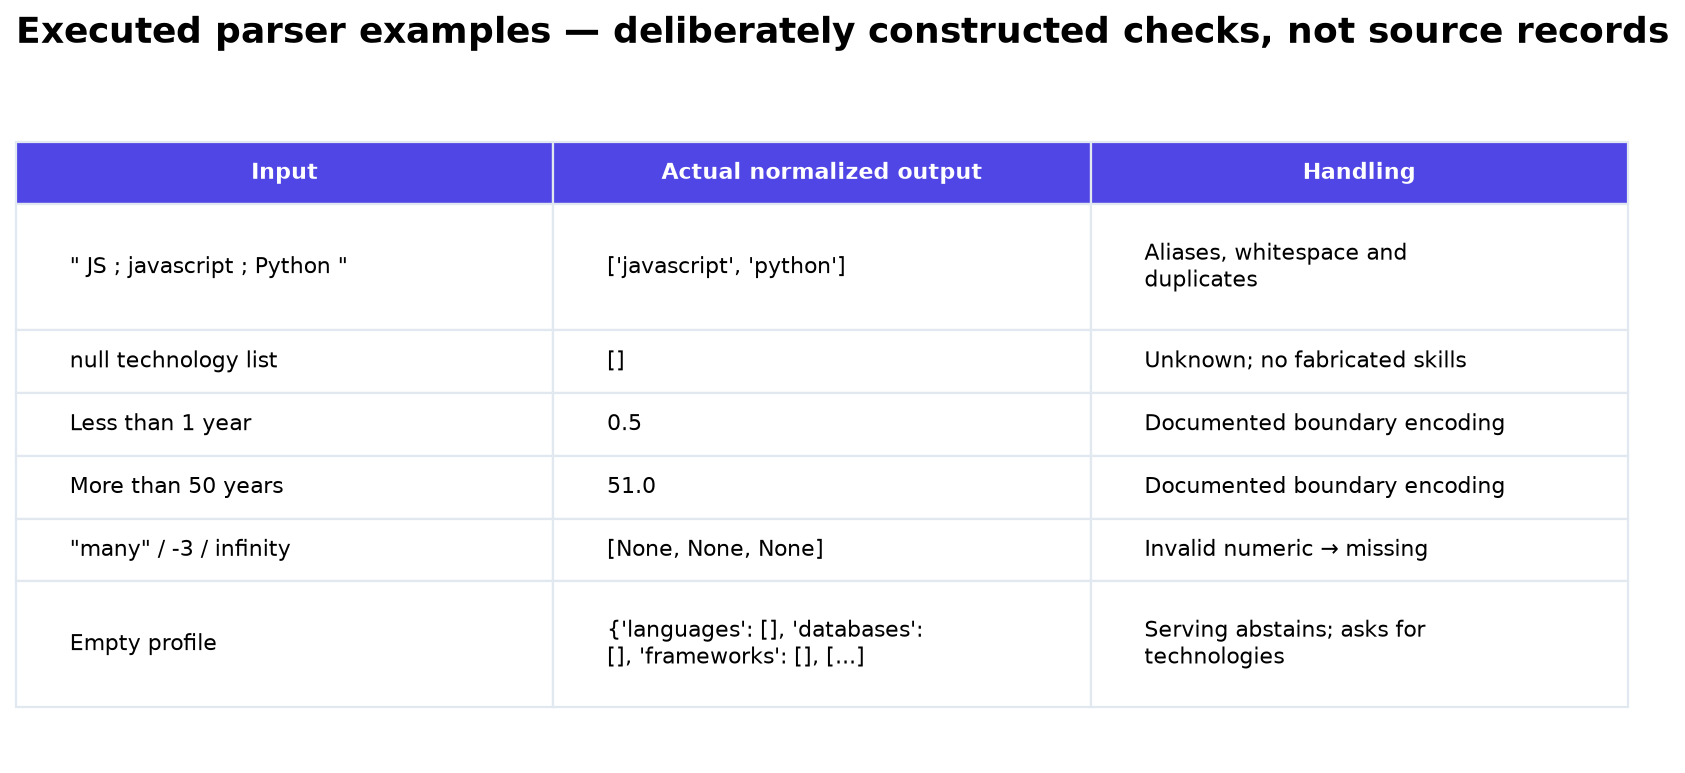 Executed parser examples — deliberately constructed checks, not source records
Input
Actual normalized output
Handling
" JS ; javascript ; Python "
['javascript', 'python']
Aliases, whitespace and
duplicates
null technology list
[]
Unknown; no fabricated skills
Less than 1 year
0.5
Documented boundary encoding
More than 50 years
51.0
Documented boundary encoding
"many" / -3 / infinity
[None, None, None]
Invalid numeric → missing
Empty profile
{'languages': [], 'databases':
[], 'frameworks': [], [...]
Serving abstains; asks for
technologies